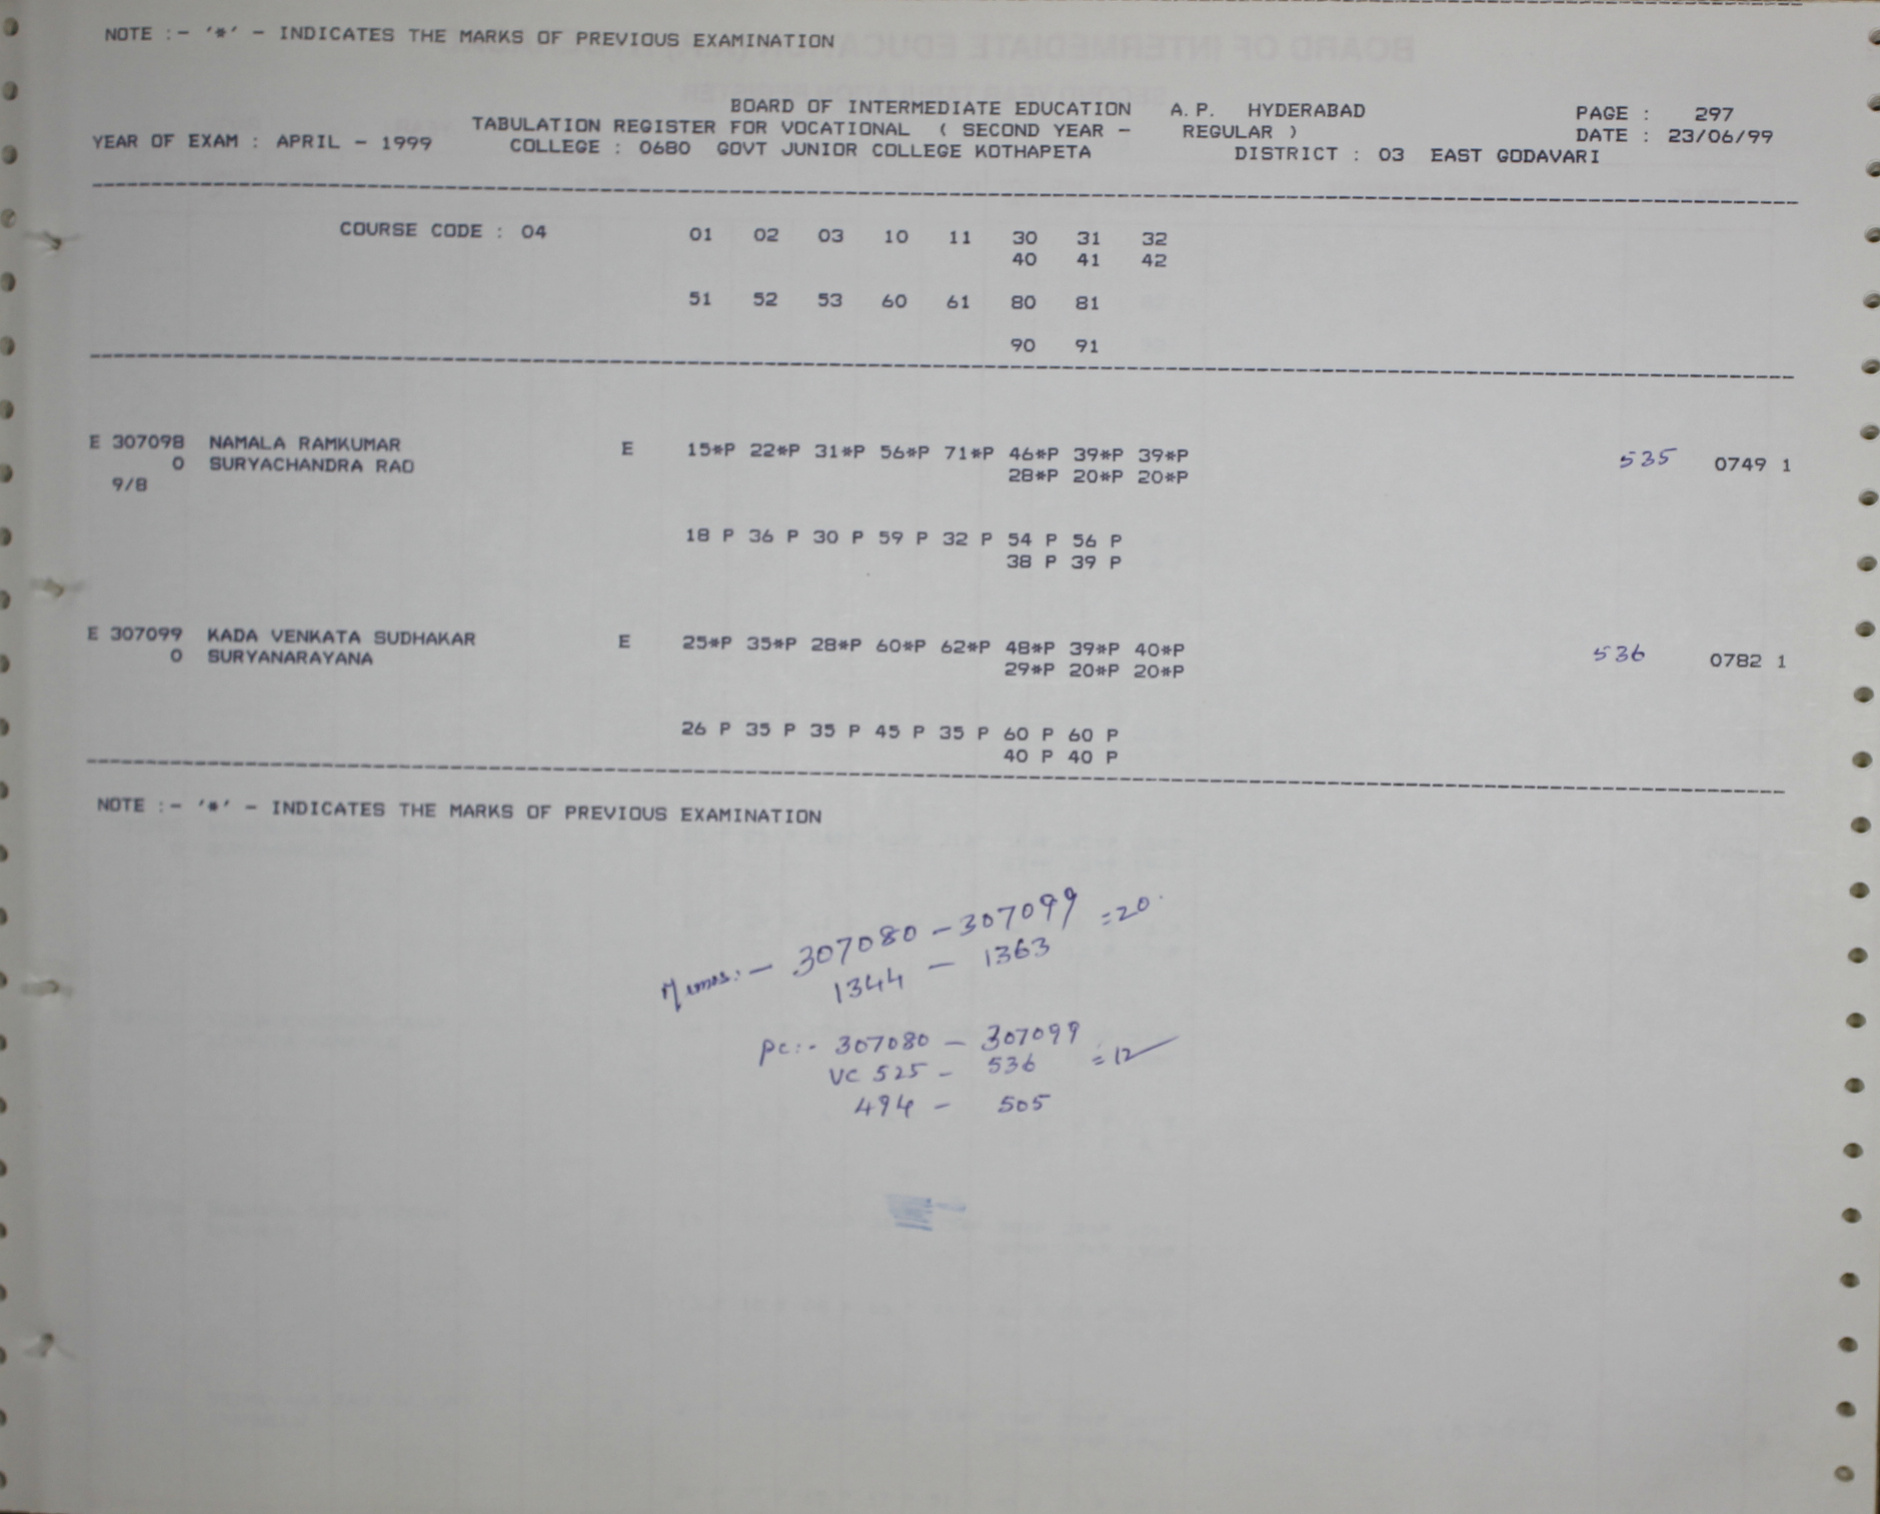 NOTE :- '*' - INDICATES THE MARKS OF PREVIOUS EXAMINATION
BOARD OF INTERMEDIATE EDUCATION A.P. HYDERABAD PAGE : 297
TABULATION REGISTER FOR VOCATIONAL ( SECOND YEAR - REGULAR ) DATE : 23/06/99
YEAR OF EXAM : APRIL - 1999 COLLEGE : 0680 GOVT JUNIOR COLLEGE KOTHAPETA DISTRICT : 03 EAST GODAVARI
COURSE CODE : 04 01 02 03 10 11 30 31 32
40 41 42
51 52 53 60 61 80 81
90 91
E 307098 NAMALA RAMKUMAR E 15*P 22*P 31*P 56*P 71*P 46*P 39*P 39*P 535 0749 1
0 SURYACHANDRA RAO 28*P 20*P 20*P
9/8
18 P 36 P 30 P 59 P 32 P 54 P 56 P
38 P 39 P
E 307099 KADA VENKATA SUDHAKAR E 25*P 35*P 28*P 60*P 62*P 48*P 39*P 40*P 536 0782 1
0 SURYANARAYANA 29*P 20*P 20*P
26 P 35 P 35 P 45 P 35 P 60 P 60 P
40 P 40 P
NOTE :- '*' - INDICATES THE MARKS OF PREVIOUS EXAMINATION
Memos:- 307080 - 307099 =20.
1344 - 1363
pc:- 307080 - 307099
VC 525 - 536 =12
494 - 505